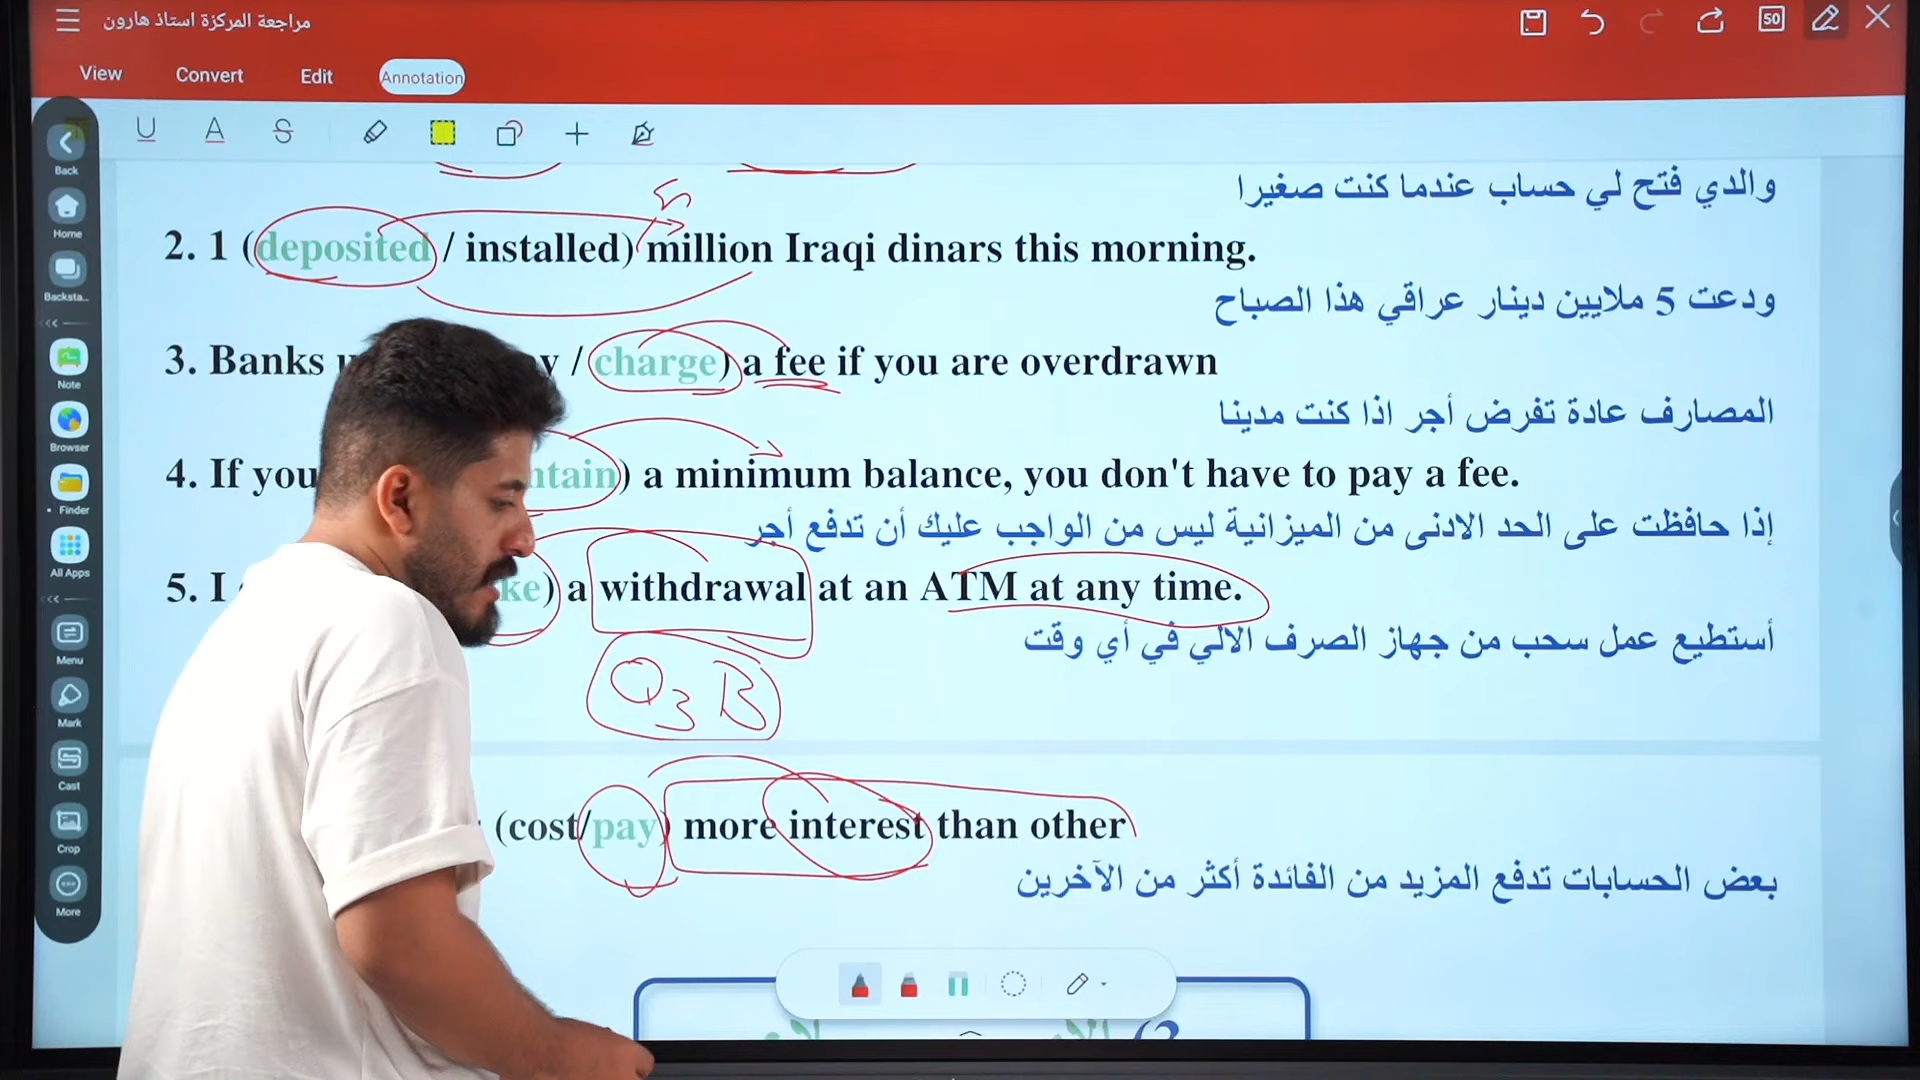 مراجعة المركزة استاذ هارون
50
View Convert Edit Annotation
Back
Home
Backsta...
Note
Browser
Finder
All Apps
Menu
Mark
Cast
Crop
More
والدي فتح لي حساب عندما كنت صغيرا
5
2. 1 (deposited / installed) million Iraqi dinars this morning.
ودعت 5 ملايين دينار عراقي هذا الصباح
3. Banks / charge) a fee if you are overdrawn
المصارف عادة تفرض أجر اذا كنت مدينا
4. If you ntain) a minimum balance, you don't have to pay a fee.
إذا حافظت على الحد الادنى من الميزانية ليس من الواجب عليك أن تدفع أجر
5. I ke) a withdrawal at an ATM at any time.
أستطيع عمل سحب من جهاز الصرف الالي في أي وقت
Q3 B
(cost/pay) more interest than other
بعض الحسابات تدفع المزيد من الفائدة أكثر من الآخرين